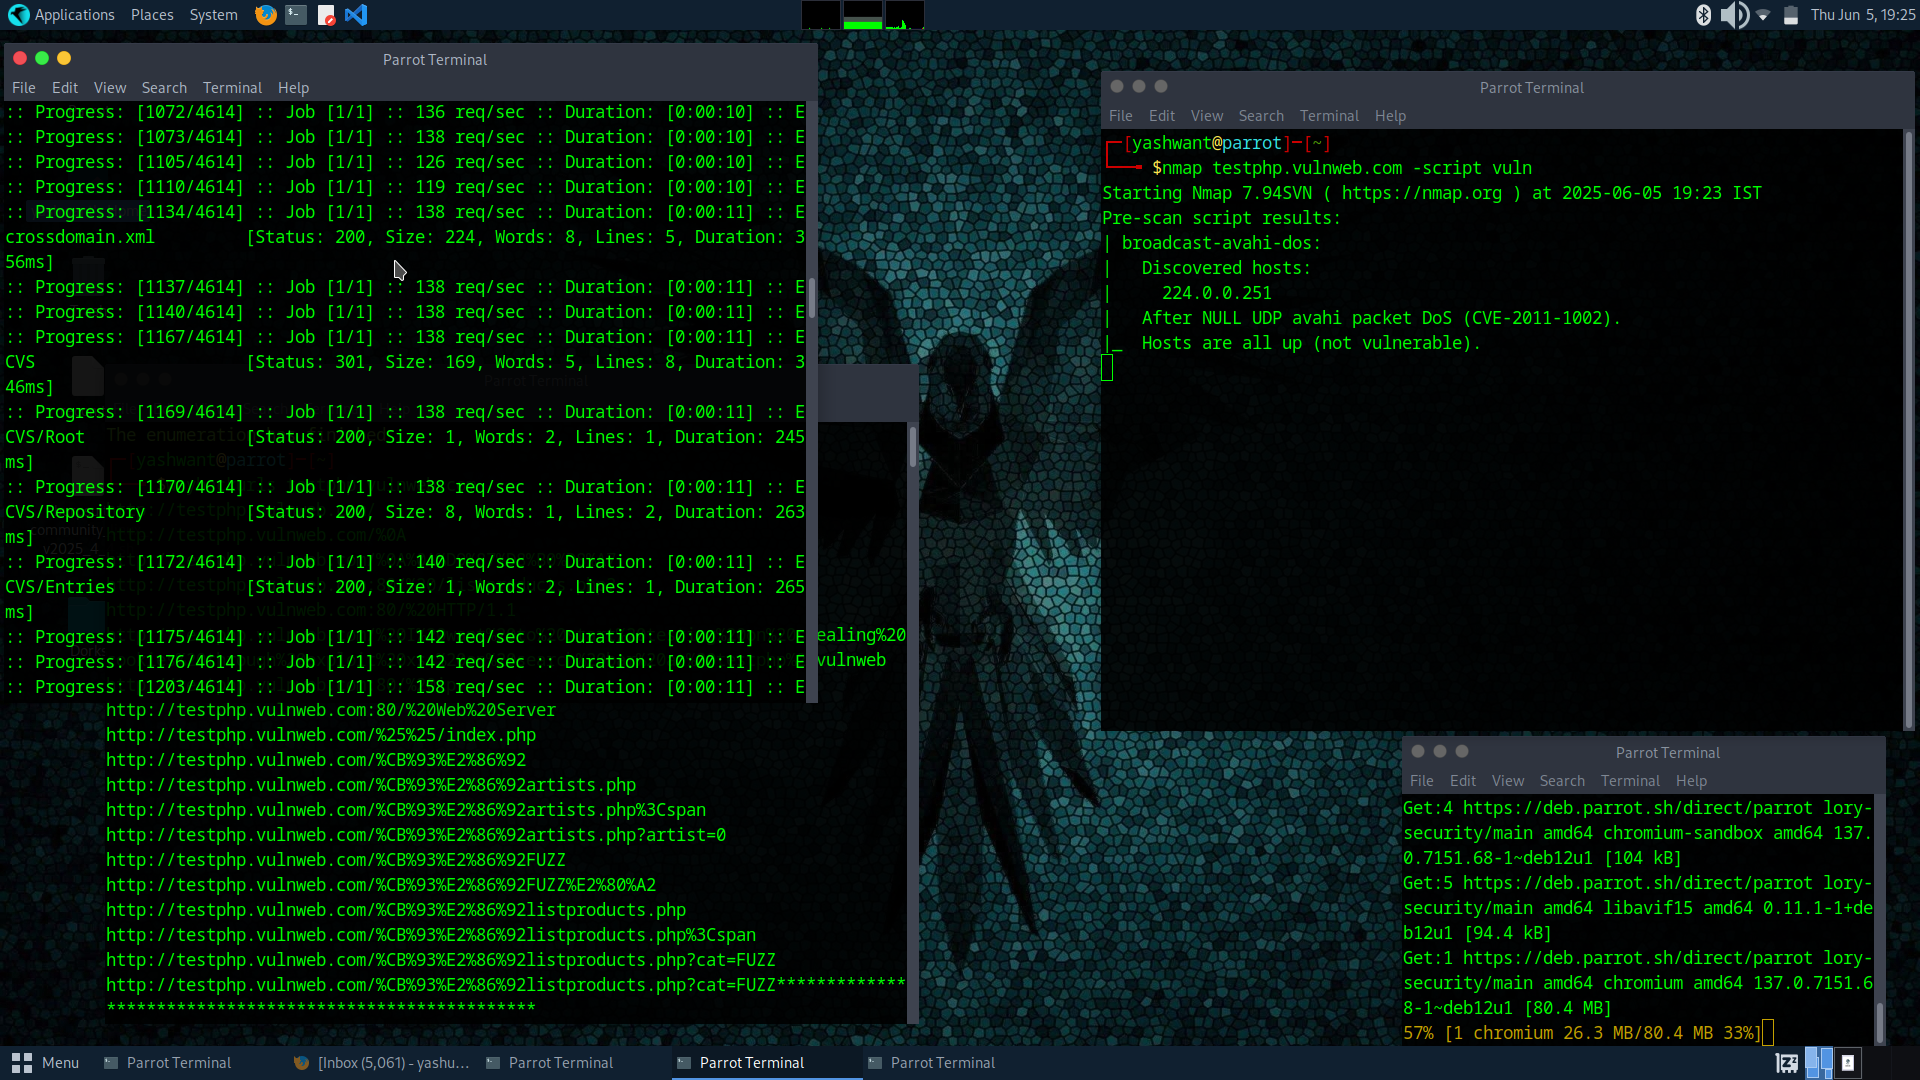 Applications Places System
Thu Jun 5, 19:25
Parrot Terminal
File Edit View Search Terminal Help
:: Progress: [1072/4614] :: Job [1/1] :: 136 req/sec :: Duration: [0:00:10] :: E
:: Progress: [1073/4614] :: Job [1/1] :: 138 req/sec :: Duration: [0:00:10] :: E
:: Progress: [1105/4614] :: Job [1/1] :: 126 req/sec :: Duration: [0:00:10] :: E
:: Progress: [1110/4614] :: Job [1/1] :: 119 req/sec :: Duration: [0:00:10] :: E
:: Progress: [1134/4614] :: Job [1/1] :: 138 req/sec :: Duration: [0:00:11] :: E
crossdomain.xml [Status: 200, Size: 224, Words: 8, Lines: 5, Duration: 3
56ms]
:: Progress: [1137/4614] :: Job [1/1] :: 138 req/sec :: Duration: [0:00:11] :: E
:: Progress: [1140/4614] :: Job [1/1] :: 138 req/sec :: Duration: [0:00:11] :: E
:: Progress: [1167/4614] :: Job [1/1] :: 138 req/sec :: Duration: [0:00:11] :: E
CVS [Status: 301, Size: 169, Words: 5, Lines: 8, Duration: 3
46ms]
:: Progress: [1169/4614] :: Job [1/1] :: 138 req/sec :: Duration: [0:00:11] :: E
CVS/Root [Status: 200, Size: 1, Words: 2, Lines: 1, Duration: 245
ms]
:: Progress: [1170/4614] :: Job [1/1] :: 138 req/sec :: Duration: [0:00:11] :: E
CVS/Repository [Status: 200, Size: 8, Words: 1, Lines: 2, Duration: 263
ms]
:: Progress: [1172/4614] :: Job [1/1] :: 140 req/sec :: Duration: [0:00:11] :: E
CVS/Entries [Status: 200, Size: 1, Words: 2, Lines: 1, Duration: 265
ms]
:: Progress: [1175/4614] :: Job [1/1] :: 142 req/sec :: Duration: [0:00:11] :: E
:: Progress: [1176/4614] :: Job [1/1] :: 142 req/sec :: Duration: [0:00:11] :: E
:: Progress: [1203/4614] :: Job [1/1] :: 158 req/sec :: Duration: [0:00:11] :: E
ealing%20
vulnweb
http://testphp.vulnweb.com:80/%20Web%20Server
http://testphp.vulnweb.com/%25%25/index.php
http://testphp.vulnweb.com/%CB%93%E2%86%92
http://testphp.vulnweb.com/%CB%93%E2%86%92artists.php
http://testphp.vulnweb.com/%CB%93%E2%86%92artists.php%3Cspan
http://testphp.vulnweb.com/%CB%93%E2%86%92artists.php?artist=0
http://testphp.vulnweb.com/%CB%93%E2%86%92FUZZ
http://testphp.vulnweb.com/%CB%93%E2%86%92FUZZ%E2%80%A2
http://testphp.vulnweb.com/%CB%93%E2%86%92listproducts.php
http://testphp.vulnweb.com/%CB%93%E2%86%92listproducts.php%3Cspan
http://testphp.vulnweb.com/%CB%93%E2%86%92listproducts.php?cat=FUZZ
http://testphp.vulnweb.com/%CB%93%E2%86%92listproducts.php?cat=FUZZ*************
*******************************************
Parrot Terminal
File Edit View Search Terminal Help
┌─[yashwant@parrot]─[~]
└──╼ $nmap testphp.vulnweb.com -script vuln
Starting Nmap 7.94SVN ( https://nmap.org ) at 2025-06-05 19:23 IST
Pre-scan script results:
| broadcast-avahi-dos:
|   Discovered hosts:
|     224.0.0.251
|   After NULL UDP avahi packet DoS (CVE-2011-1002).
|_  Hosts are all up (not vulnerable).
Parrot Terminal
File Edit View Search Terminal Help
Get:4 https://deb.parrot.sh/direct/parrot lory-
security/main amd64 chromium-sandbox amd64 137.
0.7151.68-1~deb12u1 [104 kB]
Get:5 https://deb.parrot.sh/direct/parrot lory-
security/main amd64 libavif15 amd64 0.11.1-1+de
b12u1 [94.4 kB]
Get:1 https://deb.parrot.sh/direct/parrot lory-
security/main amd64 chromium amd64 137.0.7151.6
8-1~deb12u1 [80.4 MB]
57% [1 chromium 26.3 MB/80.4 MB 33%]
Menu Parrot Terminal [Inbox (5,061) - yashu... Parrot Terminal Parrot Terminal Parrot Terminal